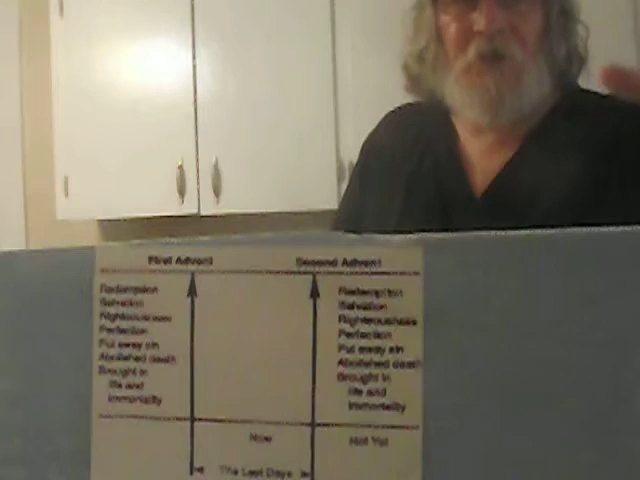 First Advent
Second Advent
Redemption
Salvation
Righteousness
Perfection
Put away sin
Abolished death
Brought in
life and
immortality
Redemption
Salvation
Righteousness
Perfection
Put away sin
Abolished death
Brought in
life and
immortality
Now
Not Yet
The Last Days